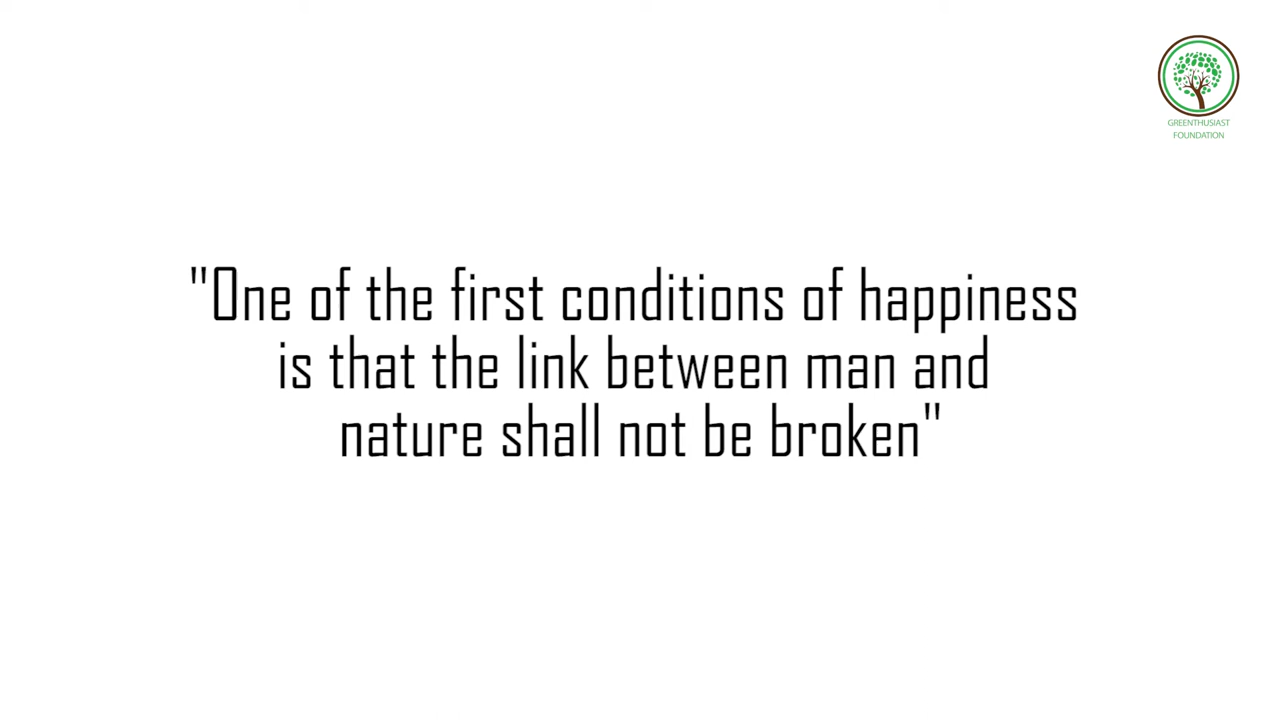 GREENTHUSIAST
FOUNDATION
"One of the first conditions of happiness
is that the link between man and
nature shall not be broken"